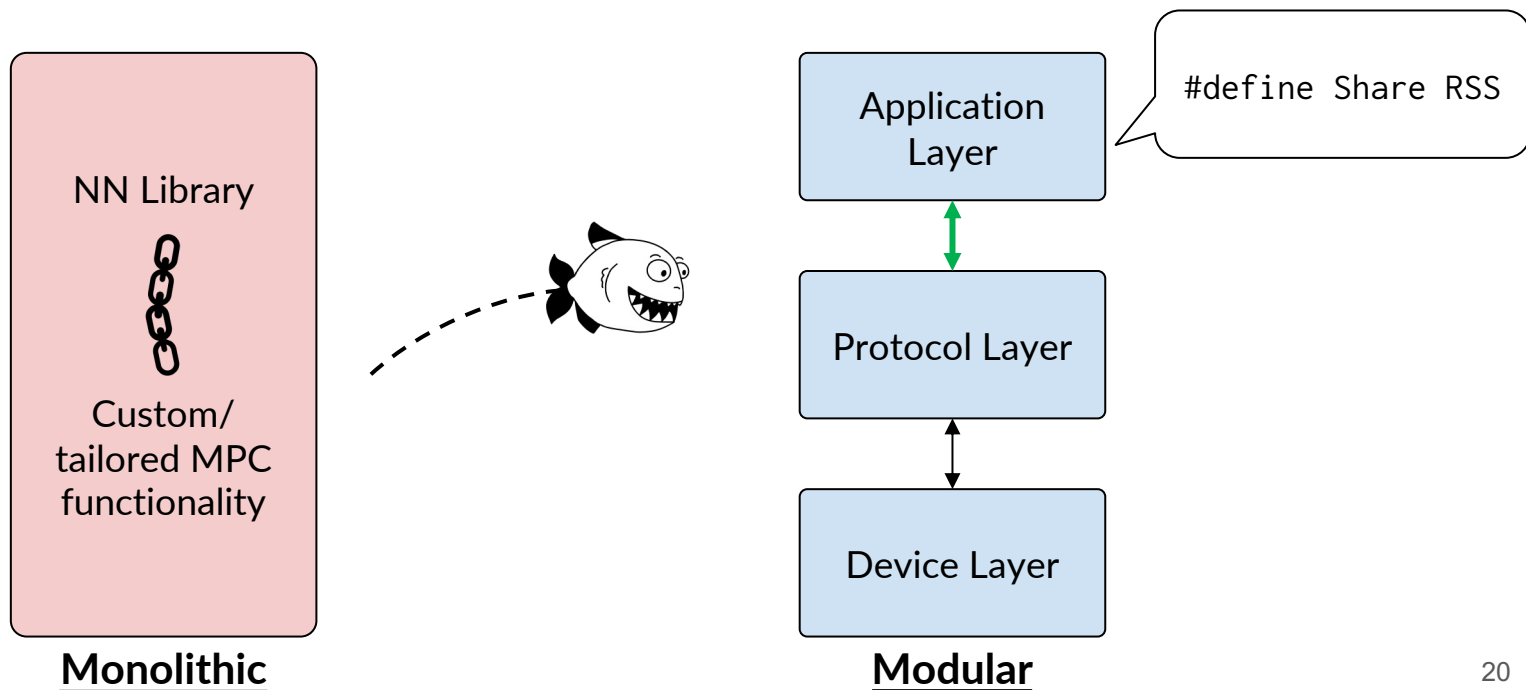 NN Library
Custom/
tailored MPC
functionality
Monolithic
Application
Layer
#define Share RSS
Protocol Layer
Device Layer
Modular
20